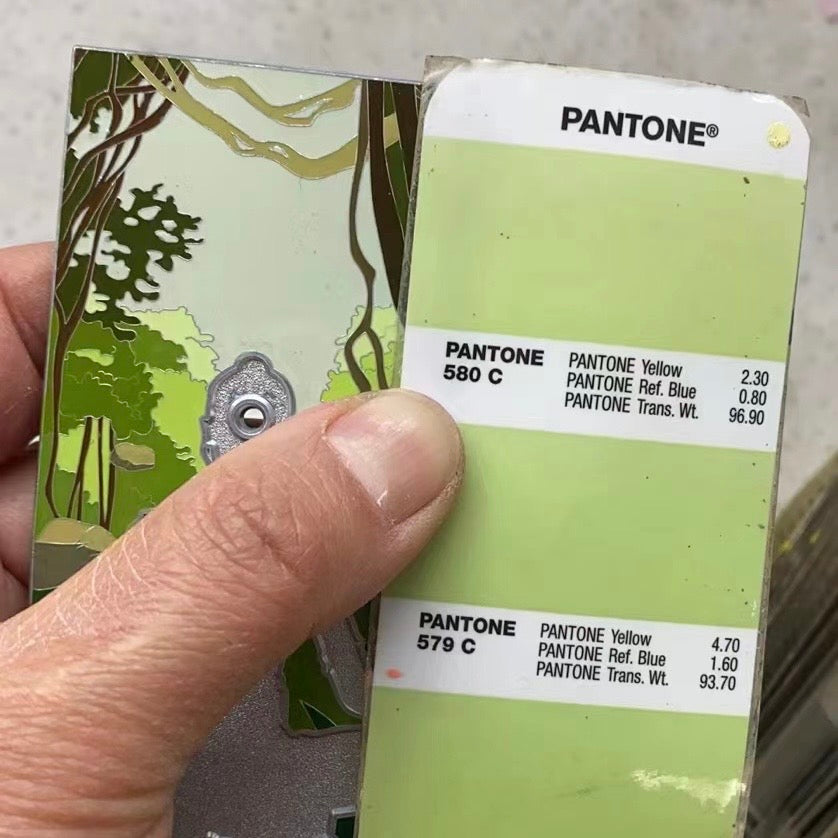 PANTONE®
PANTONE
580 C
PANTONE Yellow 2.30
PANTONE Ref. Blue 0.80
PANTONE Trans. Wt. 96.90
PANTONE
579 C
PANTONE Yellow 4.70
PANTONE Ref. Blue 1.60
PANTONE Trans. Wt. 93.70